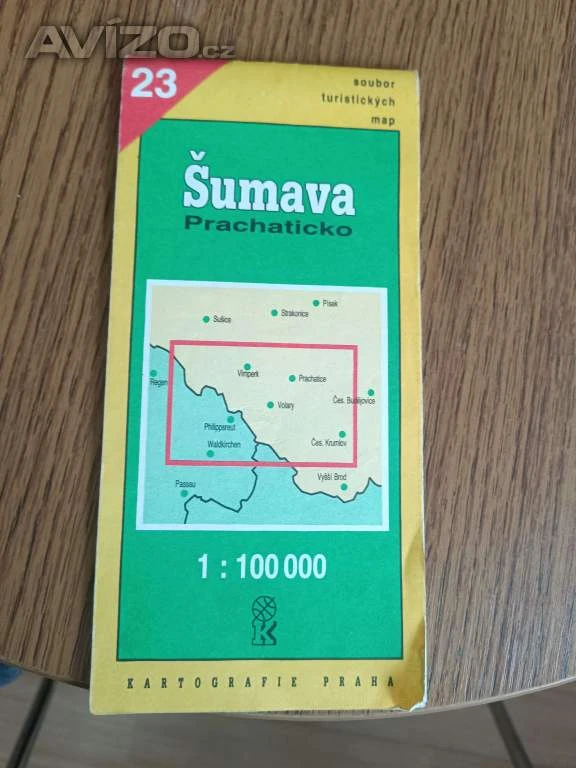 AVÍZO.cz
23
soubor
turistických
map
Šumava
Prachaticko
Písek
Strakonice
Sušice
Vimperk
Regen
Prachatice
Čes. Budějovice
Volary
Philippsreut
Waldkirchen
Čes. Krumlov
Vyšší Brod
Passau
1 : 100 000
K
KARTOGRAFIE PRAHA